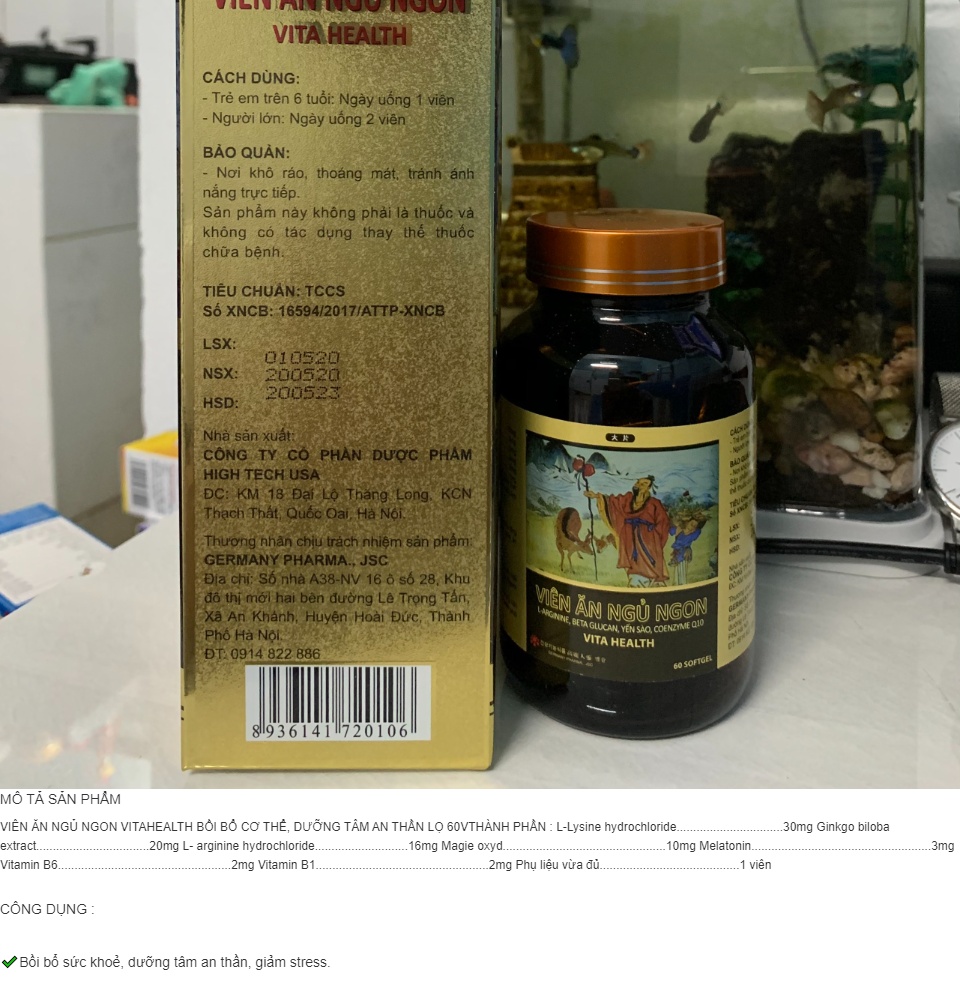 VIÊN ĂN NGỦ NGON
VITA HEALTH
CÁCH DÙNG:
- Trẻ em trên 6 tuổi: Ngày uống 1 viên
- Người lớn: Ngày uống 2 viên
BẢO QUẢN:
- Nơi khô ráo, thoáng mát, tránh ánh
nắng trực tiếp.
Sản phẩm này không phải là thuốc và
không có tác dụng thay thế thuốc
chữa bệnh.
TIÊU CHUẨN: TCCS
Số XNCB: 16594/2017/ATTP-XNCB
LSX: 010520
NSX: 200520
HSD: 200523
Nhà sản xuất:
CÔNG TY CỔ PHẦN DƯỢC PHẨM
HIGH TECH USA
ĐC: KM 18 Đại Lộ Thăng Long, KCN
Thạch Thất, Quốc Oai, Hà Nội.
Thương nhân chịu trách nhiệm sản phẩm:
GERMANY PHARMA., JSC
Địa chỉ: Số nhà A38-NV 16 ô số 28, Khu
đô thị mới hai bên đường Lê Trọng Tấn,
Xã An Khánh, Huyện Hoài Đức, Thành
Phố Hà Nội.
ĐT: 0914 822 886
8 936141 720106
VIÊN ĂN NGỦ NGON
L-ARGININE, BETA GLUCAN, YẾN SÀO, COENZYME Q10
VITA HEALTH
60 SOFTGEL
MÔ TẢ SẢN PHẨM
VIÊN ĂN NGỦ NGON VITAHEALTH BỒI BỔ CƠ THỂ, DƯỠNG TÂM AN THẦN LỌ 60VTHÀNH PHẦN : L-Lysine hydrochloride................................30mg Ginkgo biloba
extract..................................20mg L- arginine hydrochloride............................16mg Magie oxyd.................................................10mg Melatonin......................................................3mg
Vitamin B6....................................................2mg Vitamin B1....................................................2mg Phụ liệu vừa đủ..........................................1 viên
CÔNG DỤNG :
Bồi bổ sức khoẻ, dưỡng tâm an thần, giảm stress.